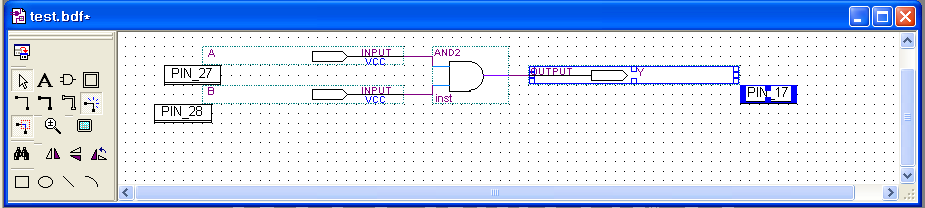 test.bdf*
A
INPUT
VCC
AND2
PIN_27
OUTPUT
Y
B
INPUT
VCC
inst
PIN_17
PIN_28
A